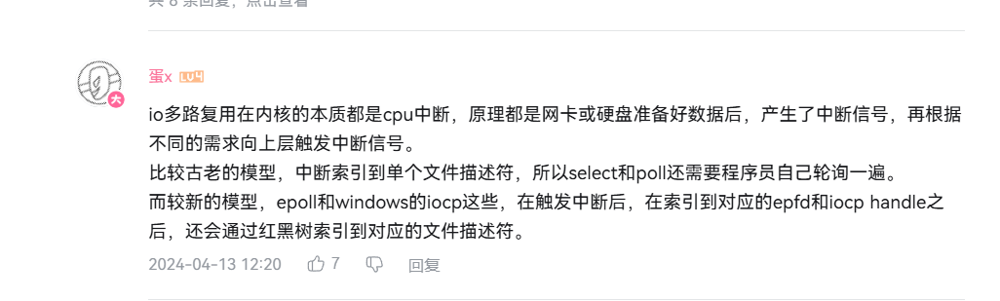 共 8 条回复，点击查看
蛋x LV4
大
io多路复用在内核的本质都是cpu中断，原理都是网卡或硬盘准备好数据后，产生了中断信号，再根据
不同的需求向上层触发中断信号。
比较古老的模型，中断索引到单个文件描述符，所以select和poll还需要程序员自己轮询一遍。
而较新的模型，epoll和windows的iocp这些，在触发中断后，在索引到对应的epfd和iocp handle之
后，还会通过红黑树索引到对应的文件描述符。
2024-04-13 12:20 7 回复